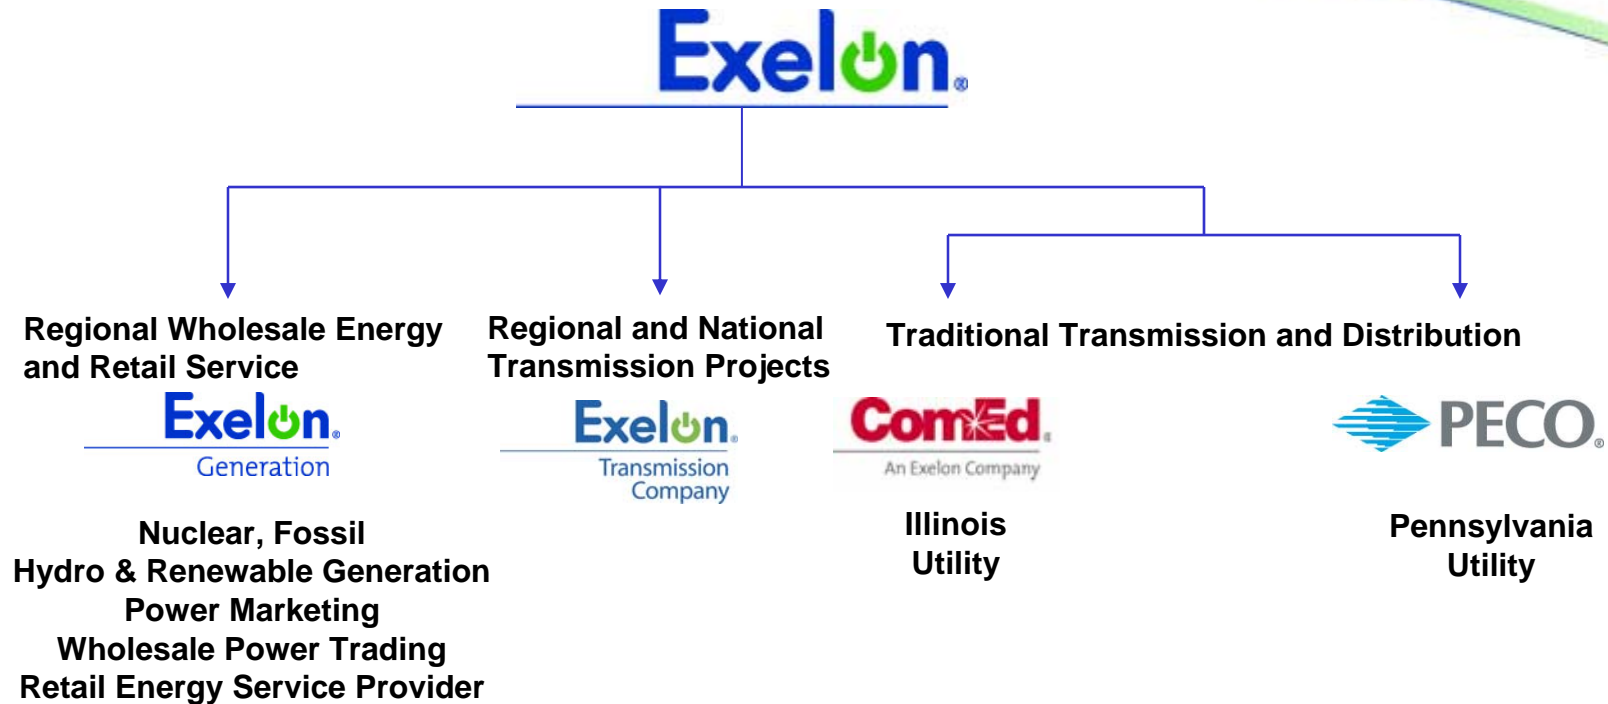 Exelon®
Regional Wholesale Energy
and Retail Service
Exelon®
Generation
Nuclear, Fossil
Hydro & Renewable Generation
Power Marketing
Wholesale Power Trading
Retail Energy Service Provider
Regional and National
Transmission Projects
Exelon®
Transmission
Company
Traditional Transmission and Distribution
ComEd®
An Exelon Company
Illinois
Utility
PECO®
Pennsylvania
Utility